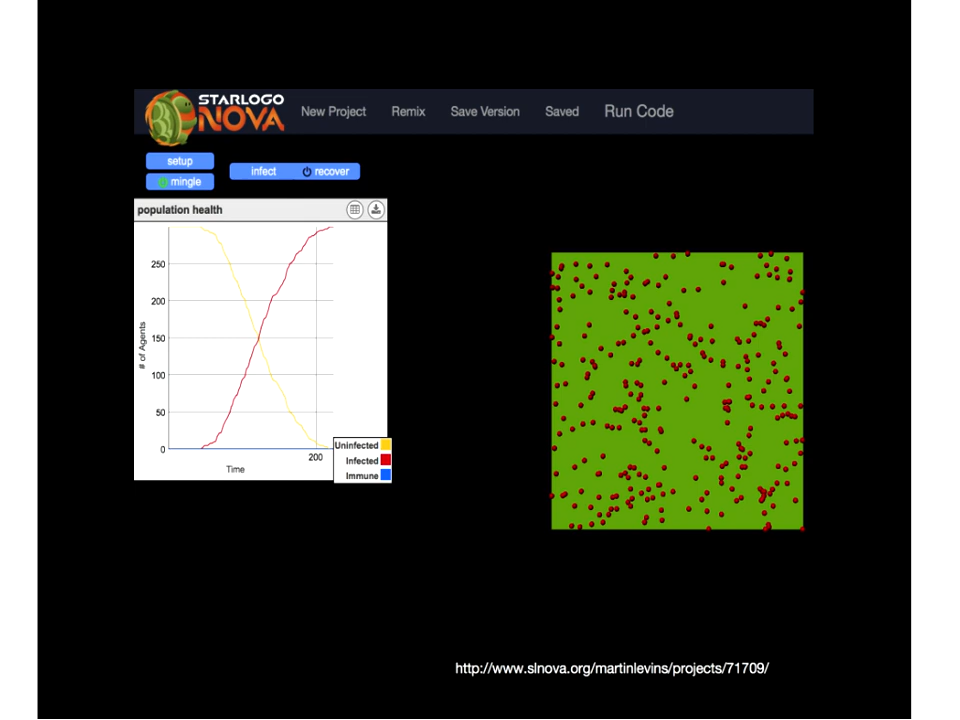 STARLOGO
NOVA
New Project Remix Save Version Saved Run Code
setup
mingle
infect recover
population health
250
200
150
100
50
0
# of Agents
200
Time
Uninfected
Infected
Immune
http://www.slnova.org/martinlevins/projects/71709/